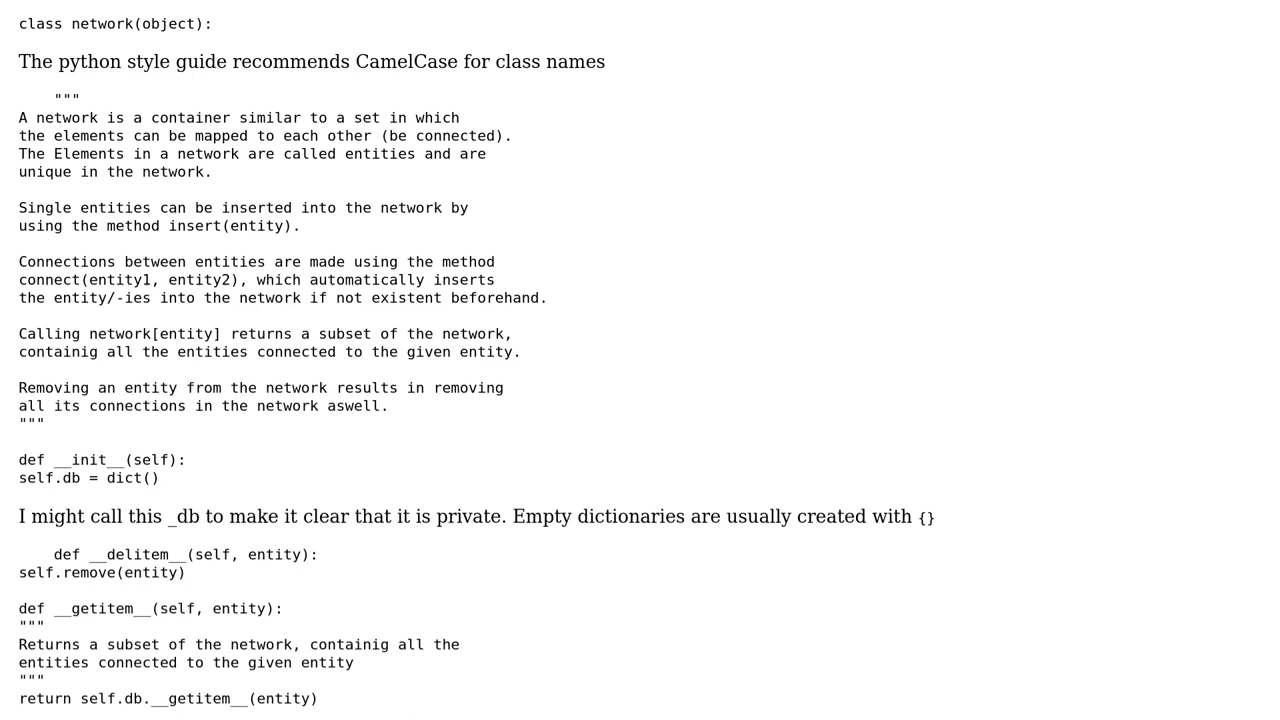 class network(object):
The python style guide recommends CamelCase for class names
"""
A network is a container similar to a set in which
the elements can be mapped to each other (be connected).
The Elements in a network are called entities and are
unique in the network.
Single entities can be inserted into the network by
using the method insert(entity).
Connections between entities are made using the method
connect(entity1, entity2), which automatically inserts
the entity/-ies into the network if not existent beforehand.
Calling network[entity] returns a subset of the network,
containig all the entities connected to the given entity.
Removing an entity from the network results in removing
all its connections in the network aswell.
"""
def __init__(self):
self.db = dict()
I might call this _db to make it clear that it is private. Empty dictionaries are usually created with {}
def __delitem__(self, entity):
self.remove(entity)
def __getitem__(self, entity):
"""
Returns a subset of the network, containig all the
entities connected to the given entity
"""
return self.db.__getitem__(entity)